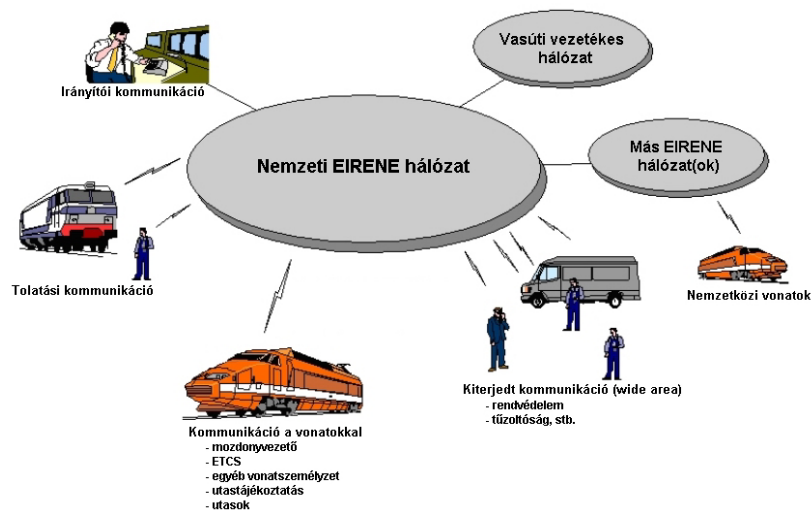 Irányítói kommunikáció
Vasúti vezetékes
hálózat
Nemzeti EIRENE hálózat
Más EIRENE
hálózat(ok)
Tolatási kommunikáció
Nemzetközi vonatok
Kiterjedt kommunikáció (wide area)
- rendvédelem
- tűzoltóság, stb.
Kommunikáció a vonatokkal
- mozdonyvezető
- ETCS
- egyéb vonatszemélyzet
- utastájékoztatás
- utasok